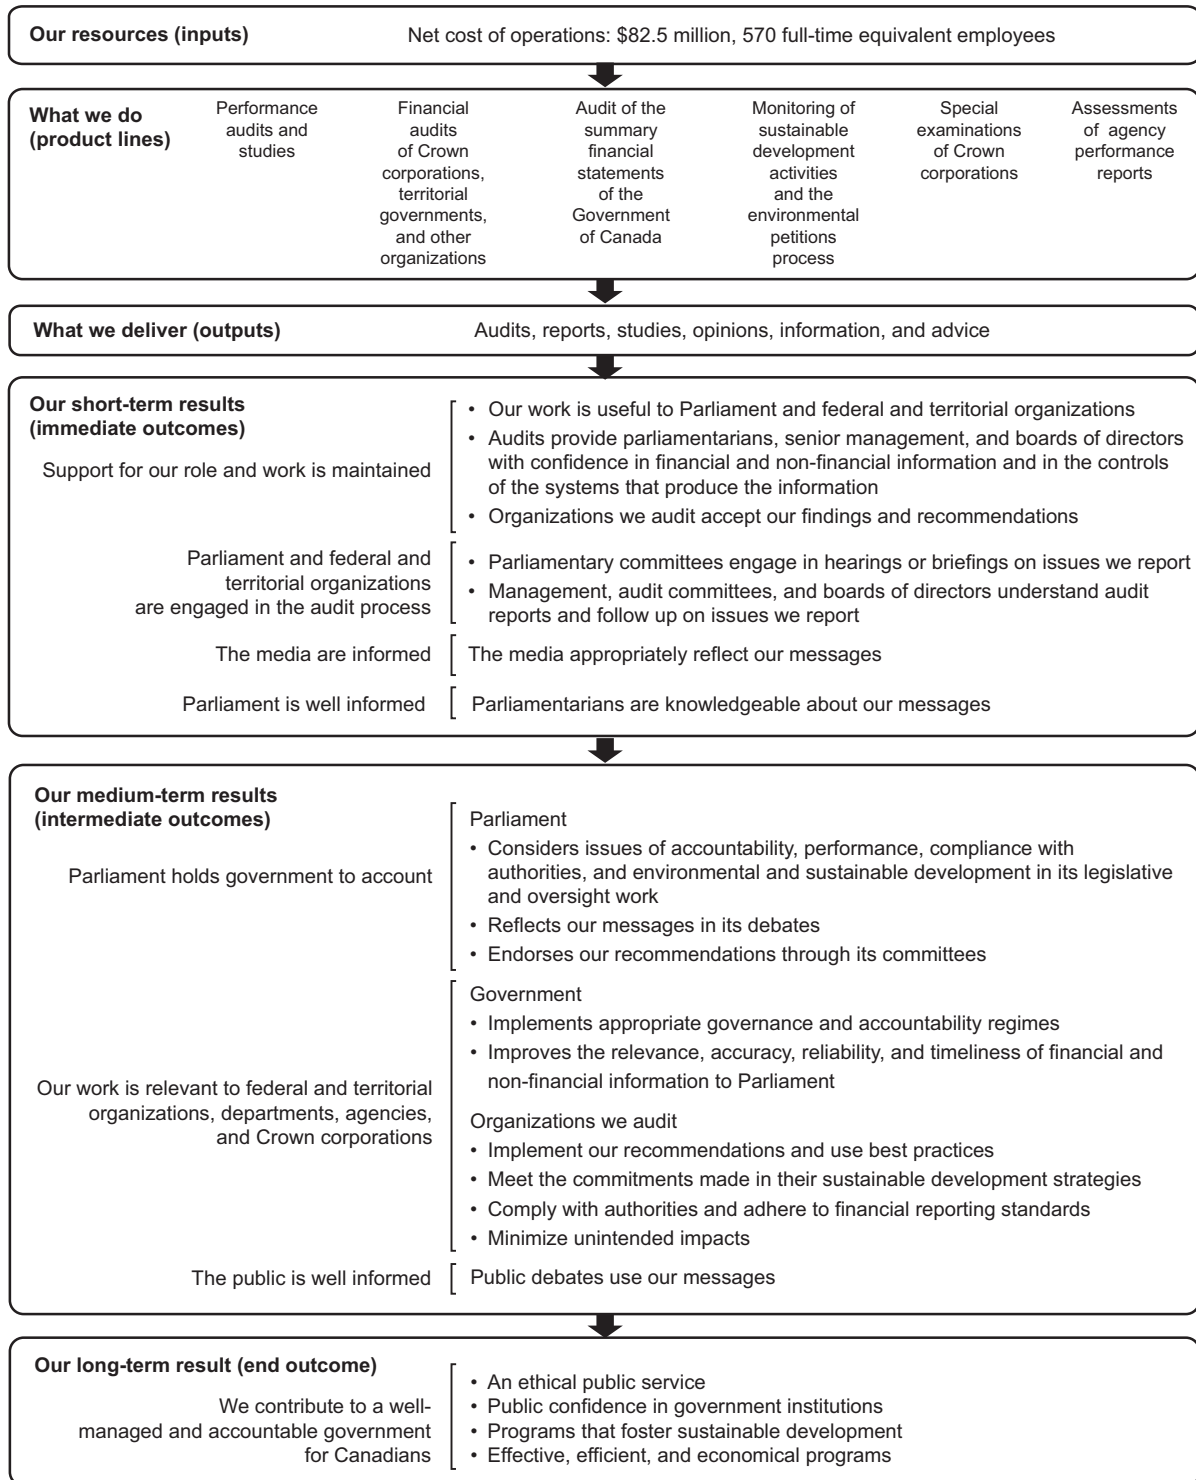 Our resources (inputs)
Net cost of operations: $82.5 million, 570 full-time equivalent employees
What we do
(product lines)
Performance
audits and
studies
Financial
audits
of Crown
corporations,
territorial
governments,
and other
organizations
Audit of the
summary
financial
statements
of the
Government
of Canada
Monitoring of
sustainable
development
activities
and the
environmental
petitions
process
Special
examinations
of Crown
corporations
Assessments
of agency
performance
reports
What we deliver (outputs)
Audits, reports, studies, opinions, information, and advice
Our short-term results
(immediate outcomes)
Support for our role and work is maintained
• Our work is useful to Parliament and federal and territorial organizations
• Audits provide parliamentarians, senior management, and boards of directors
with confidence in financial and non-financial information and in the controls
of the systems that produce the information
• Organizations we audit accept our findings and recommendations
Parliament and federal and
territorial organizations
are engaged in the audit process
• Parliamentary committees engage in hearings or briefings on issues we report
• Management, audit committees, and boards of directors understand audit
reports and follow up on issues we report
The media are informed
The media appropriately reflect our messages
Parliament is well informed
Parliamentarians are knowledgeable about our messages
Our medium-term results
(intermediate outcomes)
Parliament holds government to account
Parliament
• Considers issues of accountability, performance, compliance with
authorities, and environmental and sustainable development in its legislative
and oversight work
• Reflects our messages in its debates
• Endorses our recommendations through its committees
Our work is relevant to federal and territorial
organizations, departments, agencies,
and Crown corporations
Government
• Implements appropriate governance and accountability regimes
• Improves the relevance, accuracy, reliability, and timeliness of financial and
non-financial information to Parliament
Organizations we audit
• Implement our recommendations and use best practices
• Meet the commitments made in their sustainable development strategies
• Comply with authorities and adhere to financial reporting standards
• Minimize unintended impacts
The public is well informed
Public debates use our messages
Our long-term result (end outcome)
We contribute to a well-
managed and accountable government
for Canadians
• An ethical public service
• Public confidence in government institutions
• Programs that foster sustainable development
• Effective, efficient, and economical programs